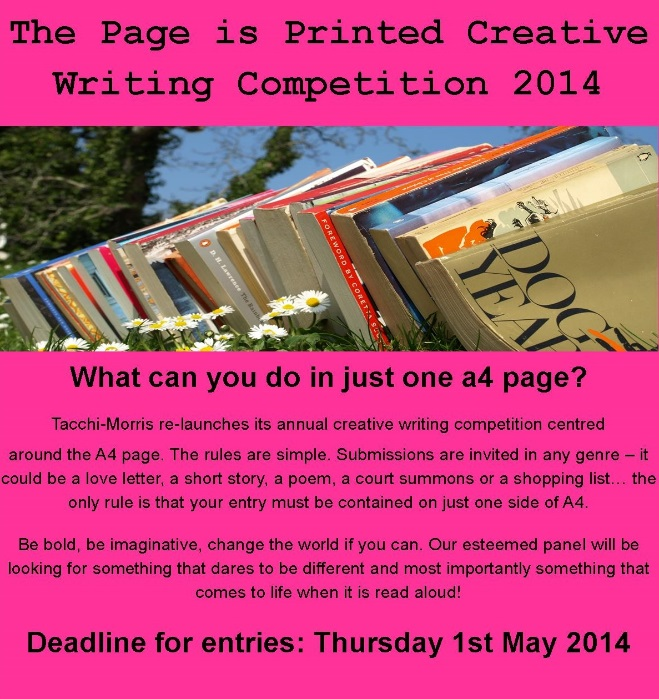 The Page is Printed Creative
Writing Competition 2014
D. H. Lawrence
FOREWORD BY CORETTA S
DOG
YEA
What can you do in just one a4 page?
Tacchi-Morris re-launches its annual creative writing competition centred
around the A4 page. The rules are simple. Submissions are invited in any genre – it
could be a love letter, a short story, a poem, a court summons or a shopping list… the
only rule is that your entry must be contained on just one side of A4.
Be bold, be imaginative, change the world if you can. Our esteemed panel will be
looking for something that dares to be different and most importantly something that
comes to life when it is read aloud!
Deadline for entries: Thursday 1st May 2014